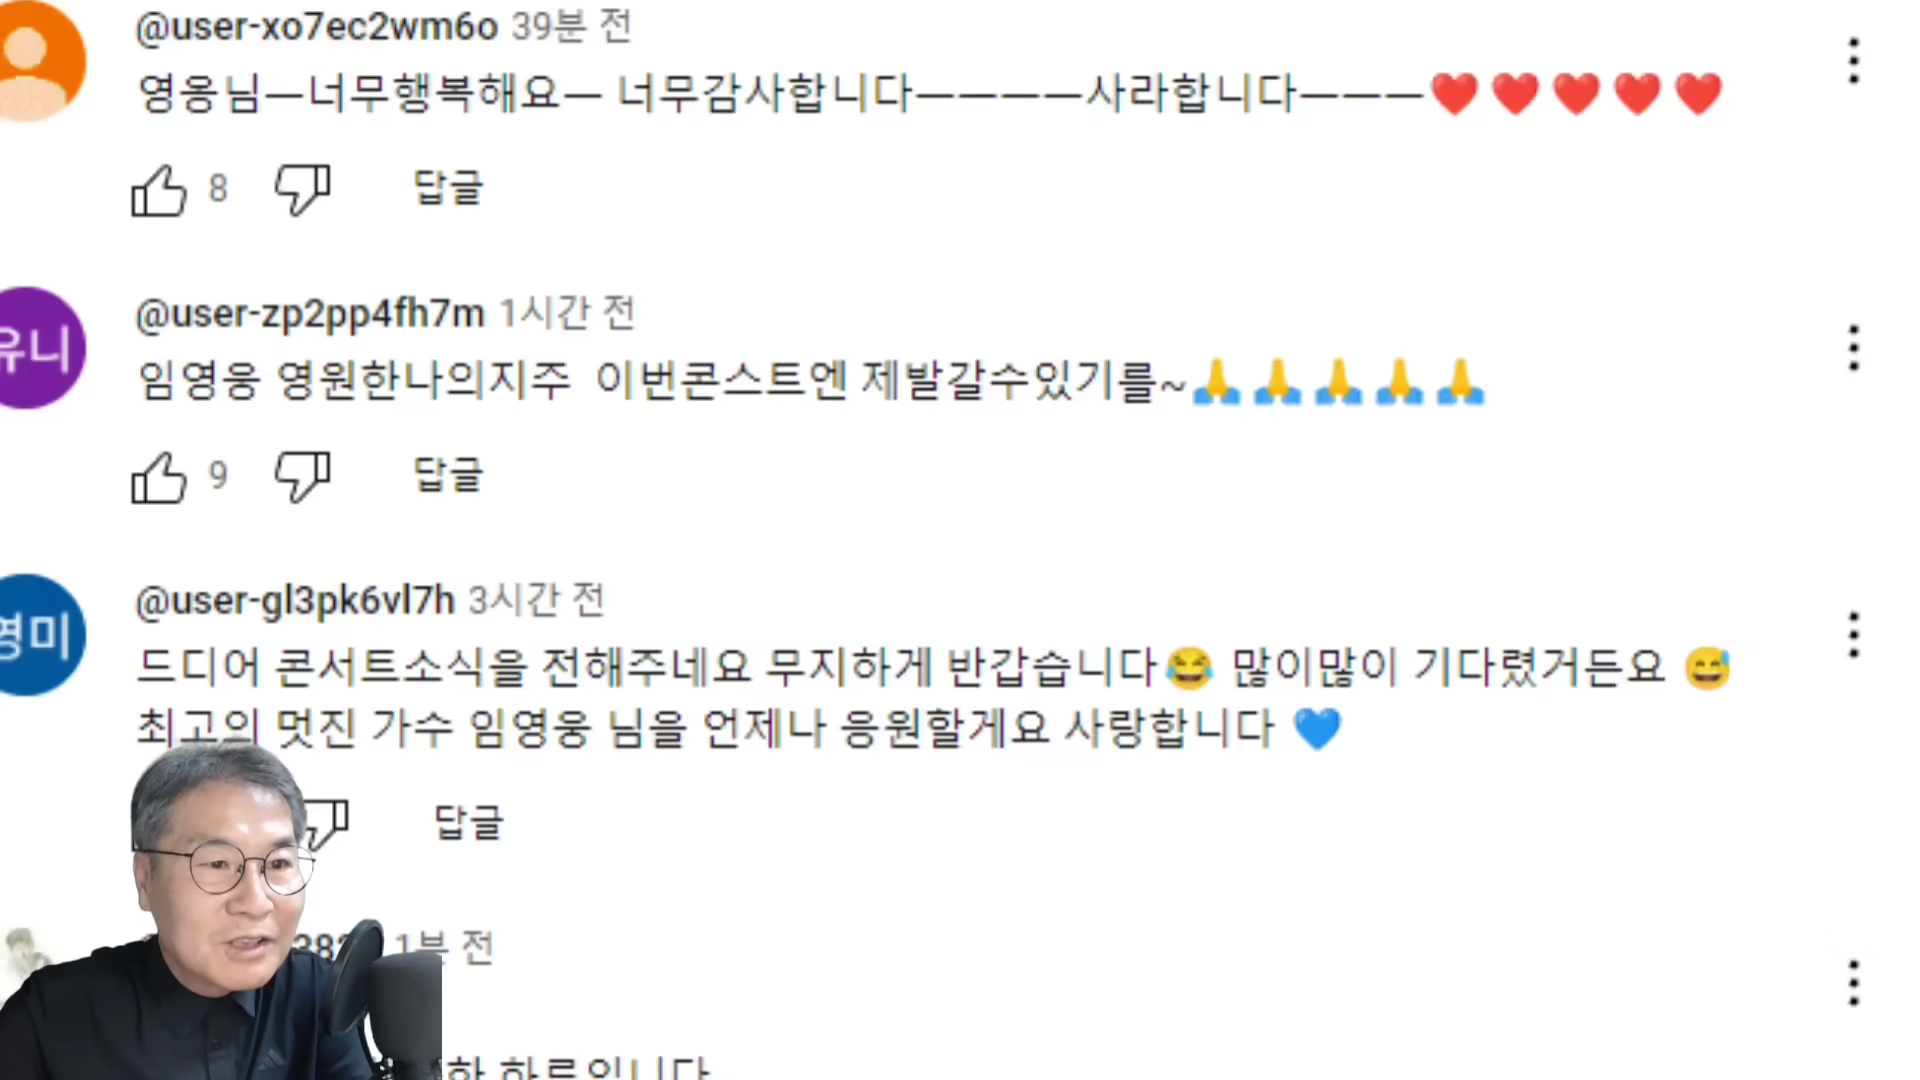 @user-xo7ec2wm6o 39분 전
영웅님—너무행복해요— 너무감사합니다————사라합니다———❤️❤️❤️❤️❤️
8 답글
유니
@user-zp2pp4fh7m 1시간 전
임영웅 영원한나의지주 이번콘스트엔 제발갈수있기를~🙏🙏🙏🙏🙏
9 답글
영미
@user-gl3pk6vl7h 3시간 전
드디어 콘서트소식을 전해주네요 무지하게 반갑습니다😂 많이많이 기다렸거든요 😅
최고의 멋진 가수 임영웅 님을 언제나 응원할게요 사랑합니다 💙
답글
1분 전
하루입니다